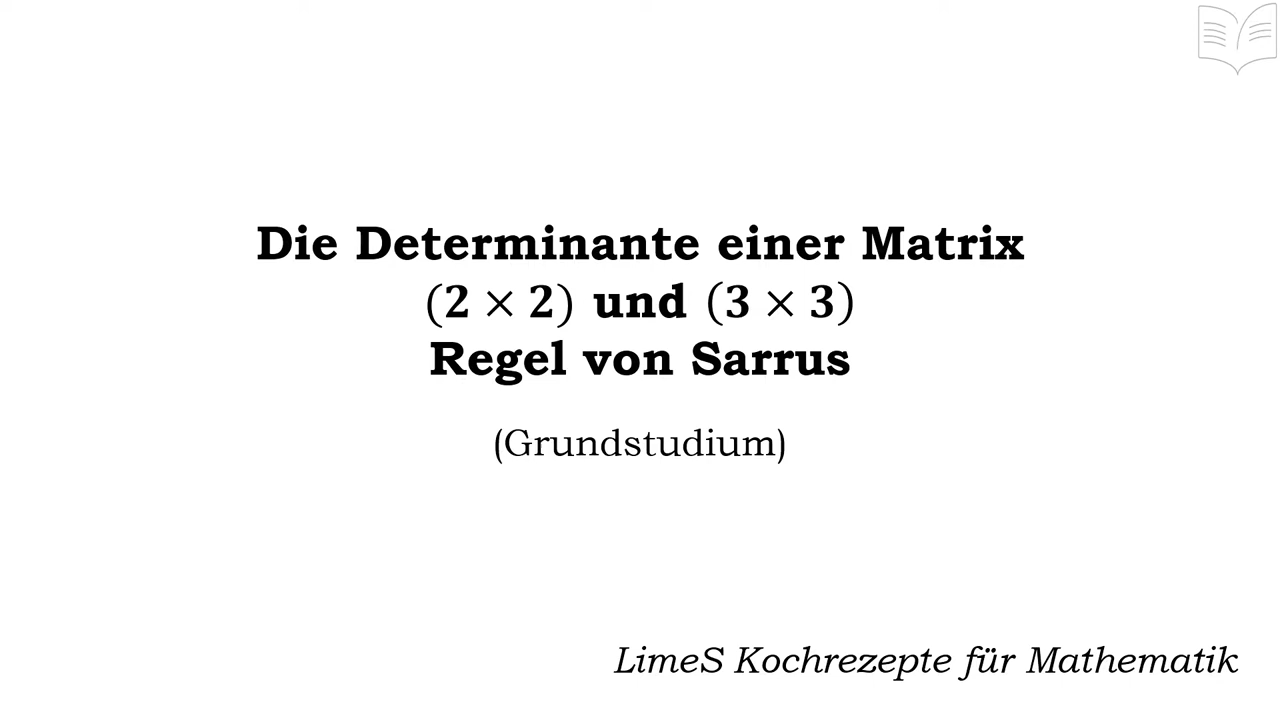 Die Determinante einer Matrix
(2 × 2) und (3 × 3)
Regel von Sarrus
(Grundstudium)
LimeS Kochrezepte für Mathematik